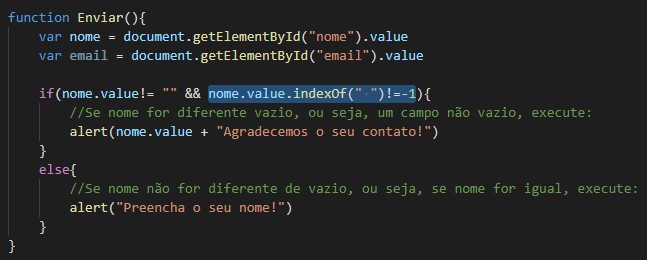 function Enviar(){
var nome = document.getElementById("nome").value
var email = document.getElementById("email").value
if(nome.value!= "" && nome.value.indexOf(" ")!==-1){
//Se nome for diferente vazio, ou seja, um campo não vazio, execute:
alert(nome.value + "Agradecemos o seu contato!")
}
else{
//Se nome não for diferente de vazio, ou seja, se nome for igual, execute:
alert("Preencha o seu nome!")
}
}